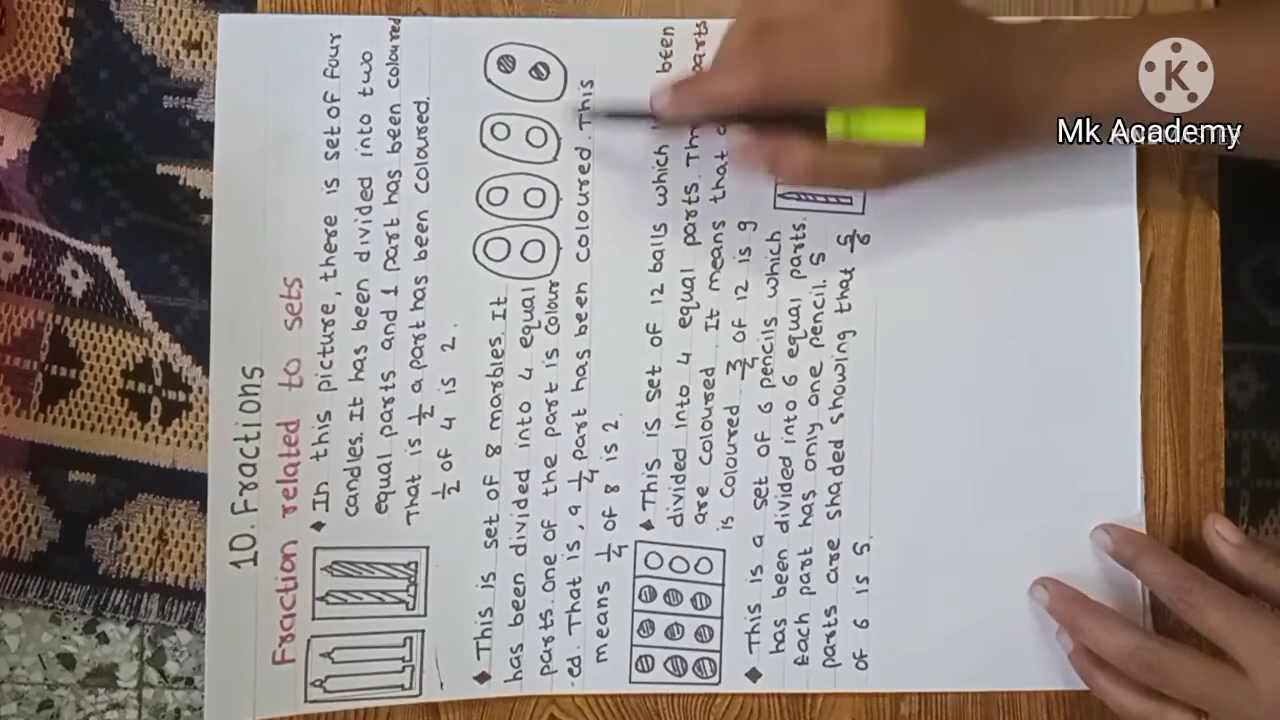 10. Fractions
Fraction related to sets
♦ In this picture, there is set of four
candles. It has been divided into two
equal parts and 1 part has been coloured
That is 1/2 a part has been coloured.
1/2 of 4 is 2.
♦ This is set of 8 marbles. It
has been divided into 4 equal
parts. one of the part is Colour
-ed. That is, a 1/4 part has been coloured. This
means 1/4 of 8 is 2.
♦ This is set of 12 balls which been
divided into 4 equal parts. parts
are coloured. It means that
is Coloured. 3/4 of 12 is 9
♦ This is a set of 6 pencils which
has been divided into 6 equal parts.
Each part has only one pencil. 5
parts are shaded showing that 5/6
of 6 is 5.
K
Mk Academy